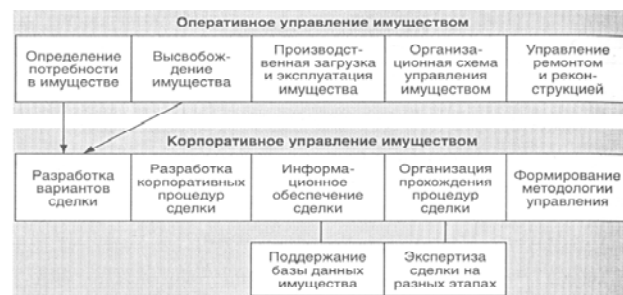 Оперативное управление имуществом
Определение
потребности
в имуществе
Высвобож-
дение
имущества
Производст-
венная загрузка
и эксплуатация
имущества
Организа-
ционная схема
управления
имуществом
Управление
ремонтом
и рекон-
струкцией
Корпоративное управление имуществом
Разработка
вариантов
сделки
Разработка
корпоративных
процедур
сделки
Информа-
ционное
обеспечение
сделки
Организация
прохождения
процедур
сделки
Формирование
методологии
управления
Поддержание
базы данных
имущества
Экспертиза
сделки на
разных этапах